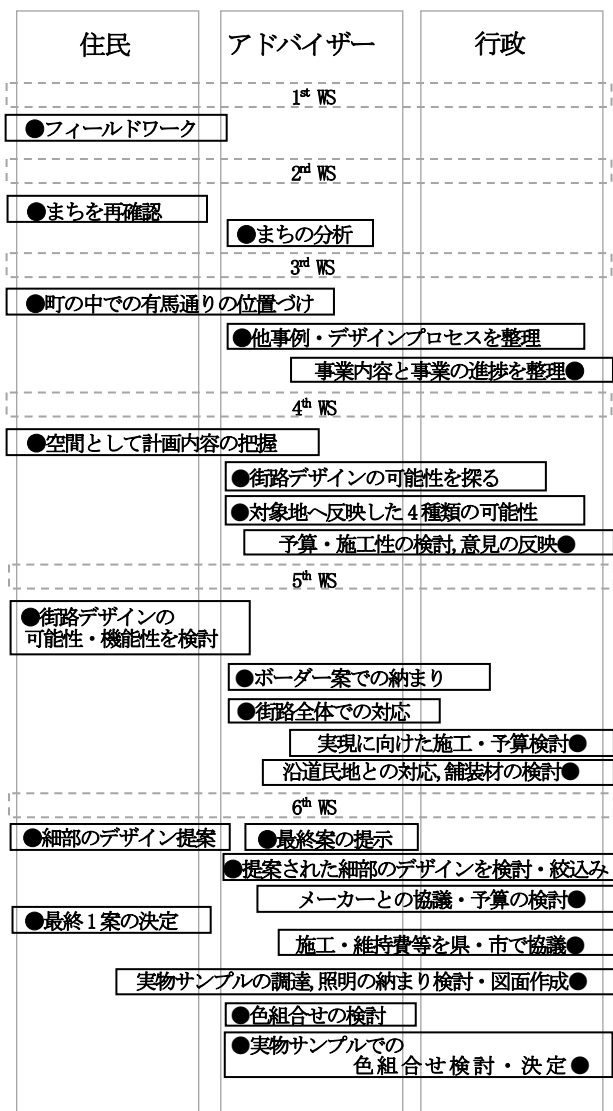 住民 アドバイザー 行政
1st WS
●フィールドワーク
2nd WS
●まちを再確認
●まちの分析
3rd WS
●町の中での有馬通りの位置づけ
●他事例・デザインプロセスを整理
事業内容と事業の進捗を整理●
4th WS
●空間として計画内容の把握
●街路デザインの可能性を探る
●対象地へ反映した4種類の可能性
予算・施工性の検討,意見の反映●
5th WS
●街路デザインの
可能性・機能性を検討
●ボーダー案での納まり
●街路全体での対応
実現に向けた施工・予算検討●
沿道民地との対応,舗装材の検討●
6th WS
●細部のデザイン提案 ●最終案の提示
●提案された細部のデザインを検討・絞込み
メーカーとの協議・予算の検討●
●最終1案の決定
施工・維持費等を県・市で協議●
実物サンプルの調達,照明の納まり検討・図面作成●
●色組合せの検討
●実物サンプルでの
色組合せ検討・決定●